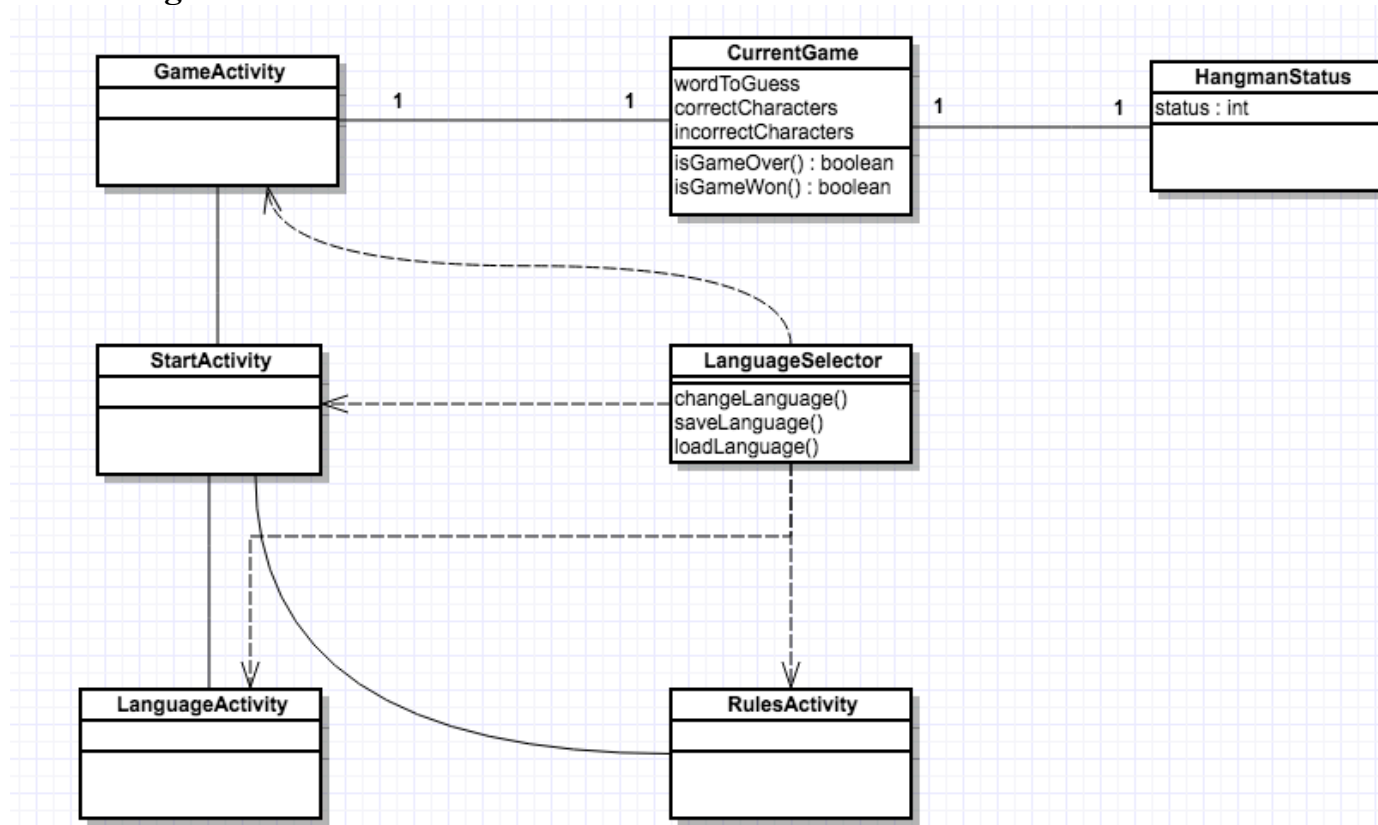 GameActivity
CurrentGame
wordToGuess
correctCharacters
incorrectCharacters
isGameOver() : boolean
isGameWon() : boolean
HangmanStatus
status : int
1
1
1
1
StartActivity
LanguageSelector
changeLanguage()
saveLanguage()
loadLanguage()
LanguageActivity
RulesActivity